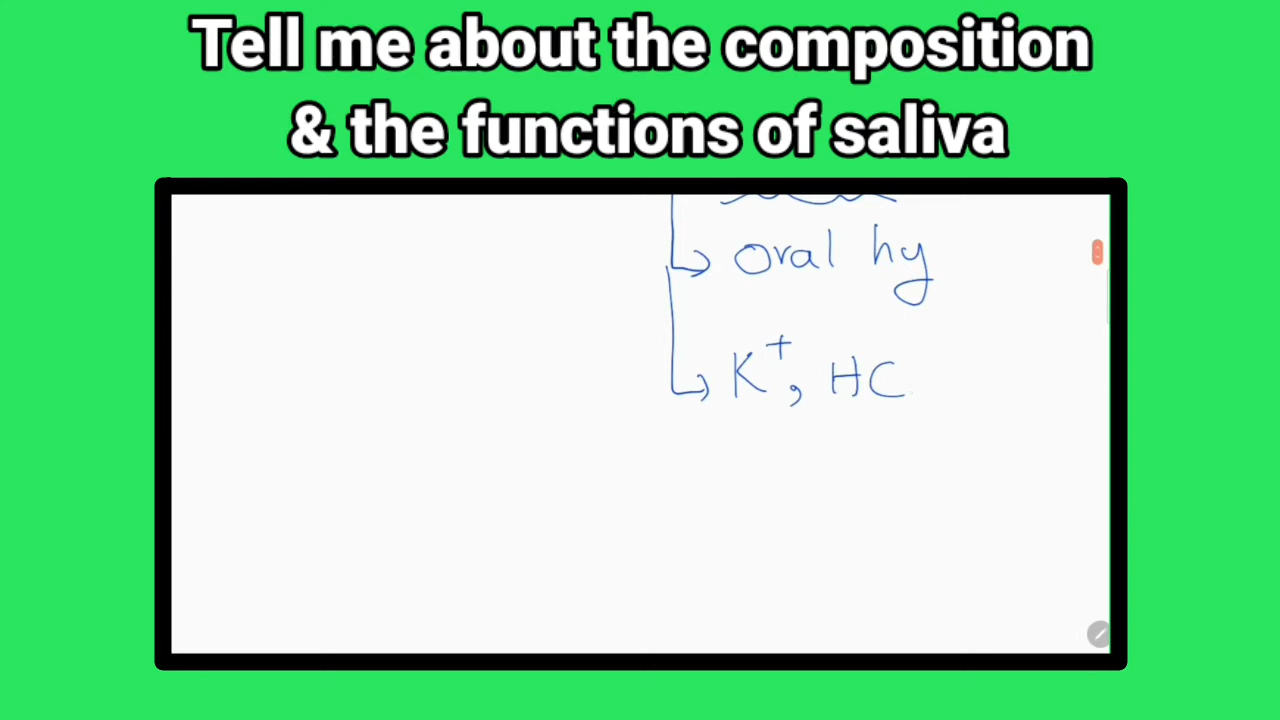 Tell me about the composition
& the functions of saliva
oral hy
K+, HC